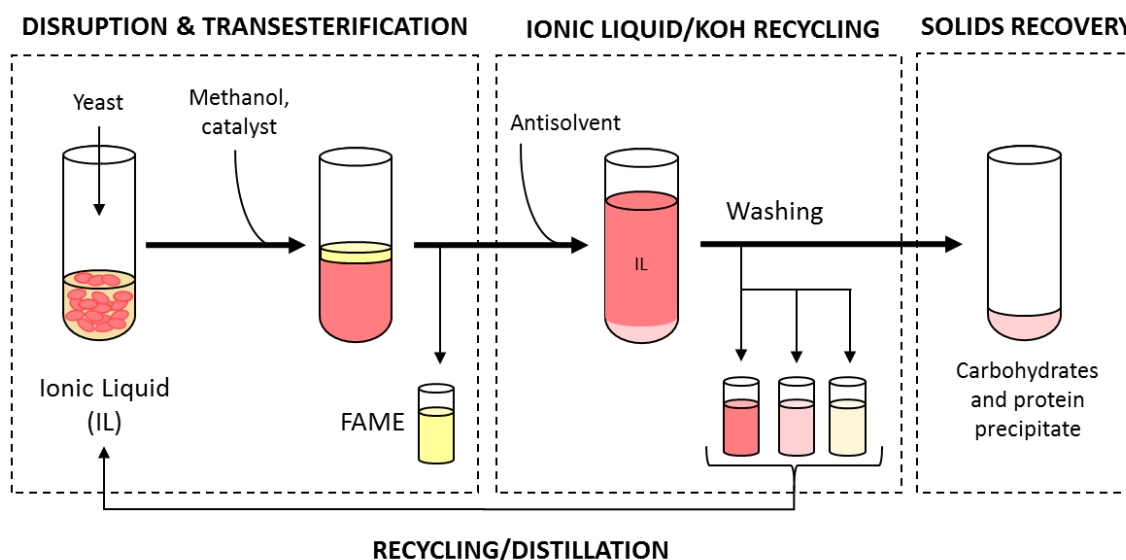 DISRUPTION & TRANSESTERIFICATION
IONIC LIQUID/KOH RECYCLING
SOLIDS RECOVERY
Yeast
Methanol,
catalyst
Antisolvent
Washing
IL
Ionic Liquid
(IL)
FAME
Carbohydrates
and protein
precipitate
RECYCLING/DISTILLATION